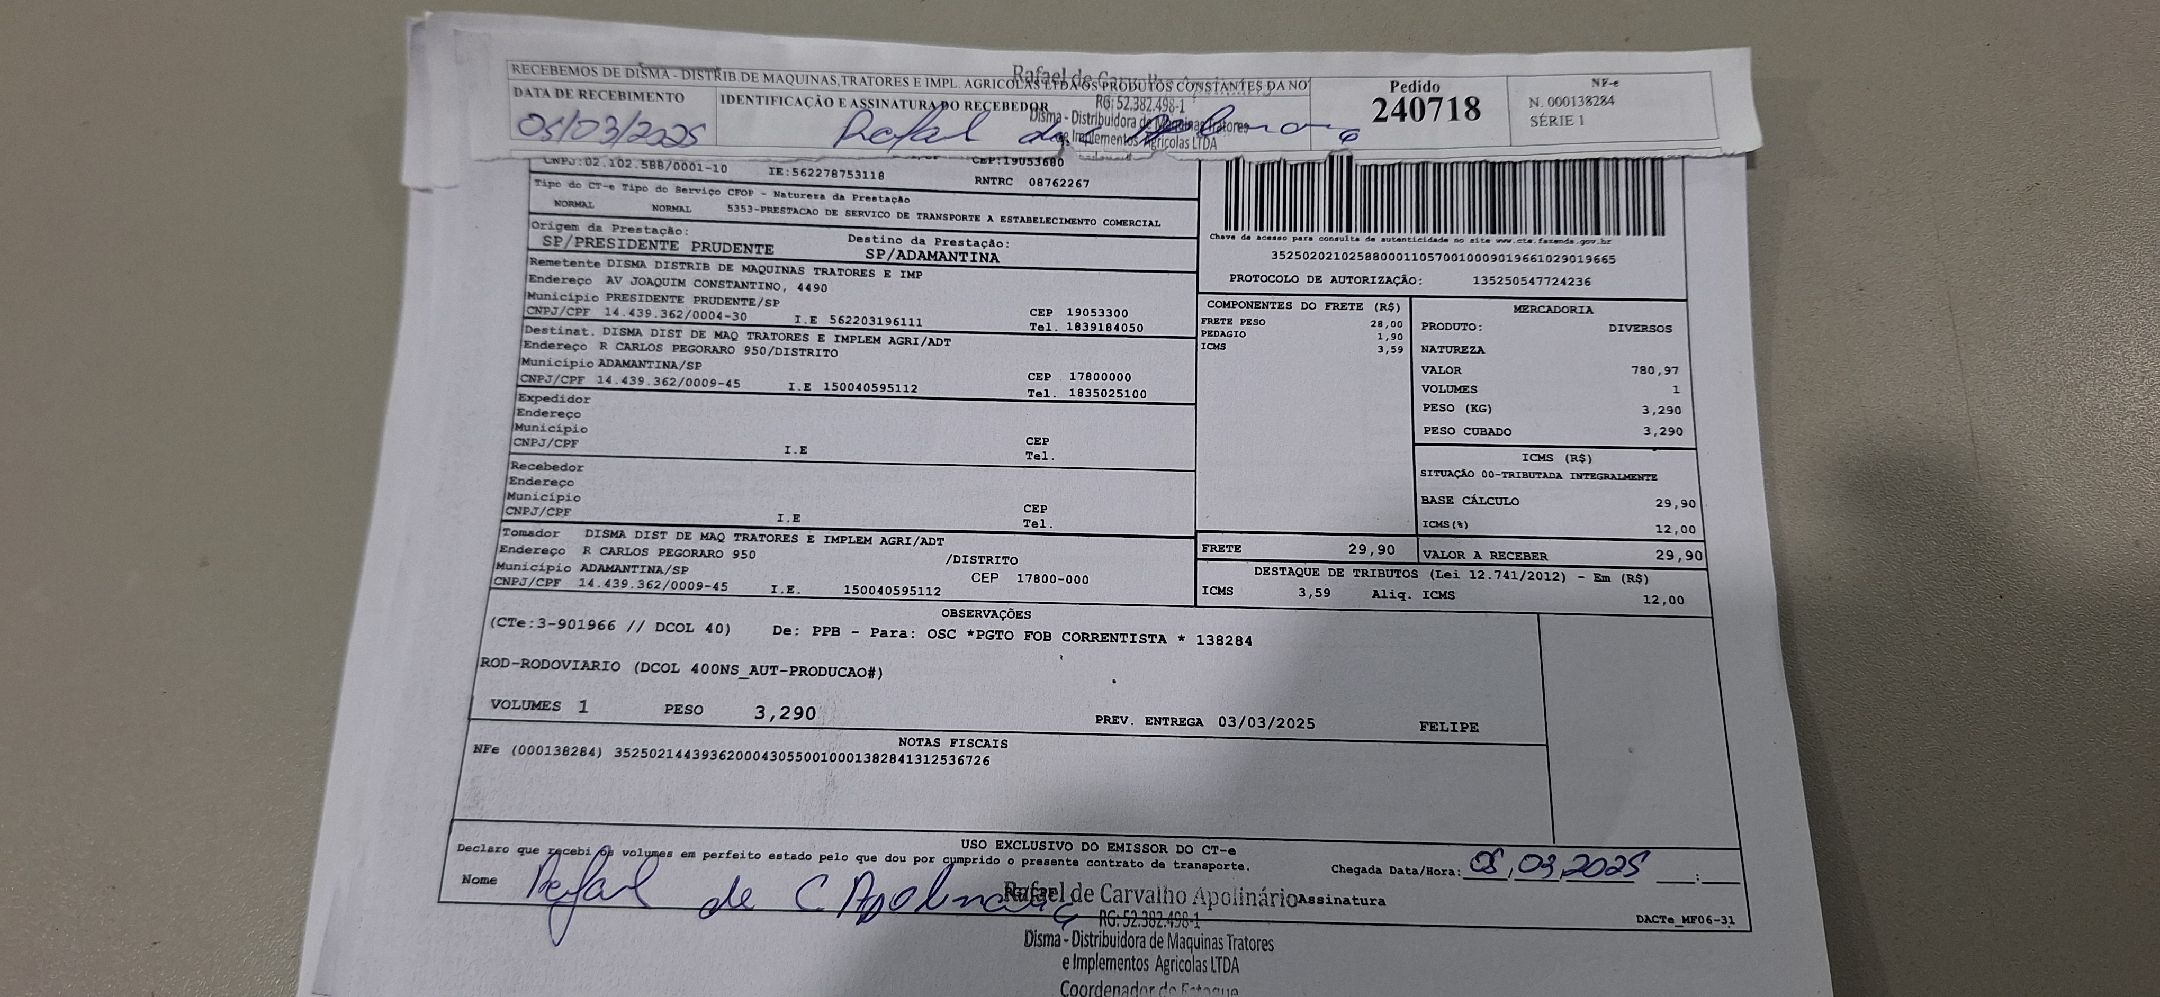 RECEBEMOS DE DISMA - DISTRIB DE MAQUINAS,TRATORES E IMPL. AGRICOLAS LTDA OS PRODUTOS CONSTANTES DA NO
Rafael de Carvalho
DATA DE RECEBIMENTO
IDENTIFICAÇÃO E ASSINATURA DO RECEBEDOR
RG: 52.382.498-1
Disma - Distribuidora de Maquinas Tratores
e Implementos Agrícolas LTDA
05/03/2025
Pedido
240718
NF-e
N. 000138284
SÉRIE 1
CNPJ:02.102.588/0001-10 IE:562278753118
CEP:19053680
RNTRC 08762267
Tipo do CT-e Tipo do Serviço CFOP - Natureza da Prestação
NORMAL NORMAL 5353-PRESTACAO DE SERVICO DE TRANSPORTE A ESTABELECIMENTO COMERCIAL
Origem da Prestação: Destino da Prestação:
SP/PRESIDENTE PRUDENTE SP/ADAMANTINA
Chave de acesso para consulta de autenticidade no site www.cte.fazenda.gov.br
35250202102588000110570010009019661029019665
PROTOCOLO DE AUTORIZAÇÃO: 135250547724236
Remetente DISMA DISTRIB DE MAQUINAS TRATORES E IMP
Endereço AV JOAQUIM CONSTANTINO, 4490
Municipio PRESIDENTE PRUDENTE/SP CEP 19053300
CNPJ/CPF 14.439.362/0004-30 I.E 562203196111 Tel. 1839184050
Destinat. DISMA DIST DE MAQ TRATORES E IMPLEM AGRI/ADT
Endereço R CARLOS PEGORARO 950/DISTRITO
Municipio ADAMANTINA/SP CEP 17800000
CNPJ/CPF 14.439.362/0009-45 I.E 150040595112 Tel. 1835025100
Expedidor
Endereço
Municipio CEP
CNPJ/CPF I.E Tel.
Recebedor
Endereço
Municipio CEP
CNPJ/CPF I.E Tel.
Tomador DISMA DIST DE MAQ TRATORES E IMPLEM AGRI/ADT
Endereço R CARLOS PEGORARO 950 /DISTRITO
Municipio ADAMANTINA/SP CEP 17800-000
CNPJ/CPF 14.439.362/0009-45 I.E. 150040595112
COMPONENTES DO FRETE (R$)
FRETE PESO 28,00
PEDAGIO 1,90
ICMS 3,59
MERCADORIA
PRODUTO: DIVERSOS
NATUREZA
VALOR 780,97
VOLUMES 1
PESO (KG) 3,290
PESO CUBADO 3,290
ICMS (R$)
SITUAÇÃO 00-TRIBUTADA INTEGRALMENTE
BASE CÁLCULO 29,90
ICMS(%) 12,00
FRETE 29,90 VALOR A RECEBER 29,90
DESTAQUE DE TRIBUTOS (Lei 12.741/2012) - Em (R$)
ICMS 3,59 Aliq. ICMS 12,00
OBSERVAÇÕES
(CTe:3-901966 // DCOL 40) De: PPB - Para: OSC *PGTO FOB CORRENTISTA * 138284
ROD-RODOVIARIO (DCOL 400NS_AUT-PRODUCAO#)
VOLUMES 1 PESO 3,290 PREV. ENTREGA 03/03/2025 FELIPE
NOTAS FISCAIS
NFe (000138284) 35250214439362000430550010001382841312536726
USO EXCLUSIVO DO EMISSOR DO CT-e
Declaro que recebi os volumes em perfeito estado pelo que dou por cumprido o presente contrato de transporte.
Chegada Data/Hora: 05,03,2025 __:__
Nome Rafael de C Apolinario
Rafael de Carvalho Apolinário Assinatura
RG: 52.382.498-1
DACTe_MF06-31
Disma - Distribuidora de Maquinas Tratores
e Implementos Agricolas LTDA
Coordenador de Estoque